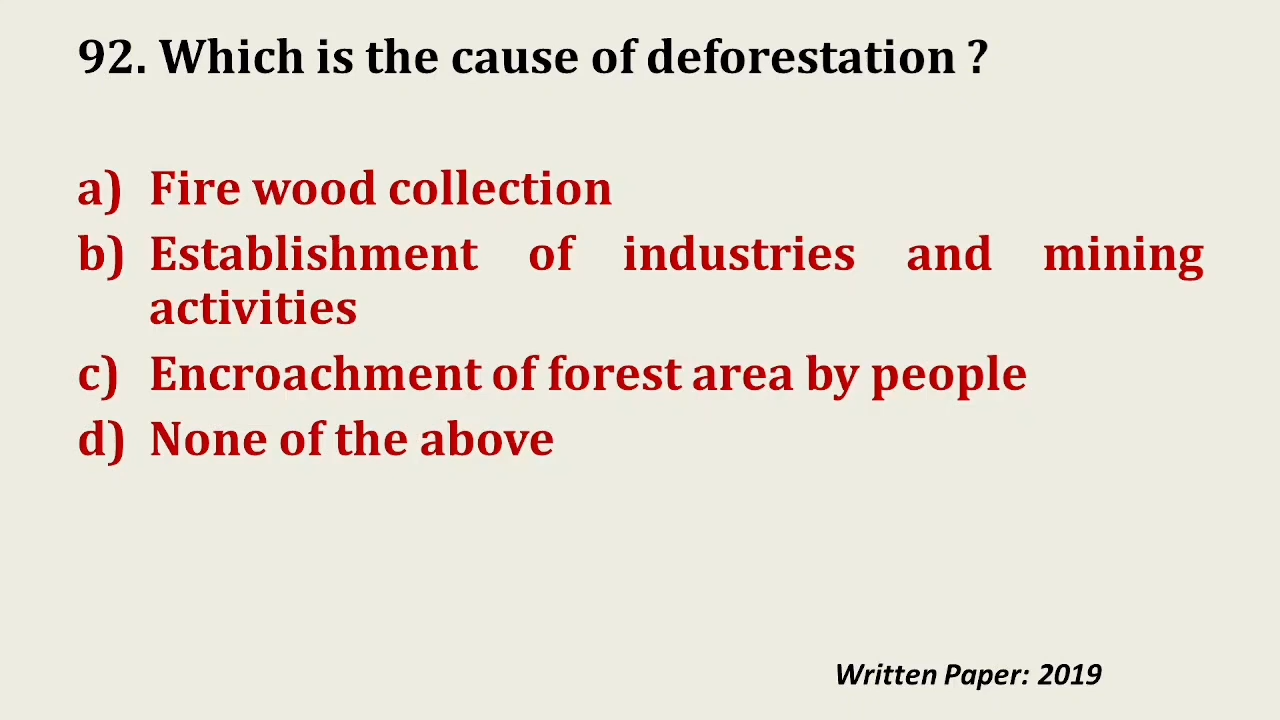 92. Which is the cause of deforestation ?
a) Fire wood collection
b) Establishment of industries and mining
activities
c) Encroachment of forest area by people
d) None of the above
Written Paper: 2019